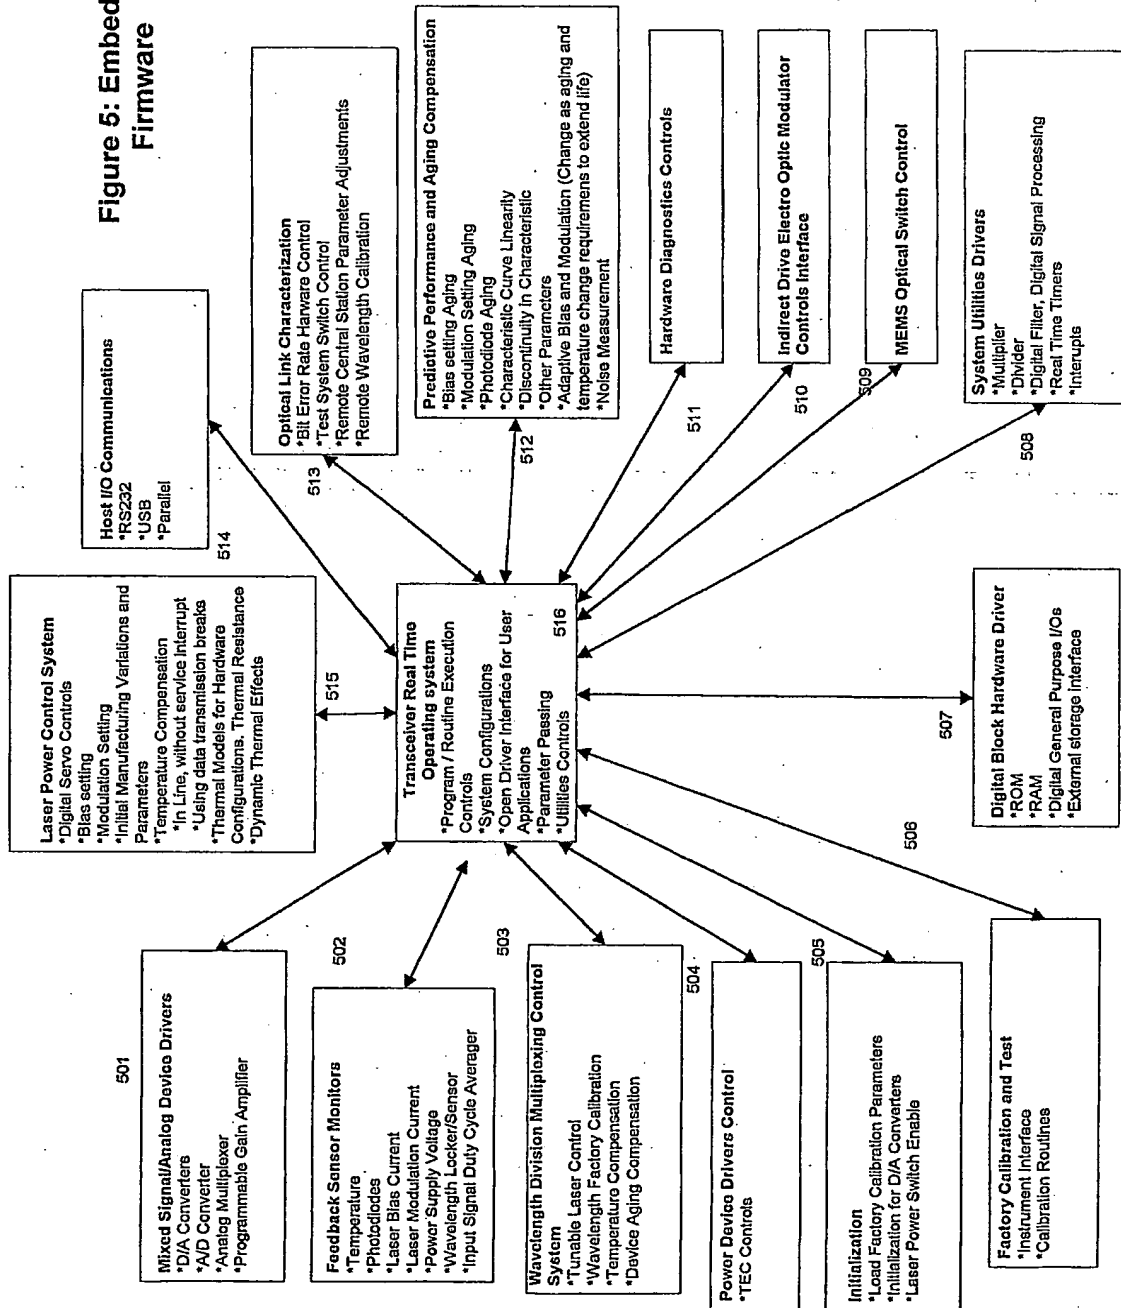 Figure 5: Embed
Firmware
Host I/O Communications
*RS232
*USB
*Parallel
514
Optical Link Characterization
*Bit Error Rate Harware Control
*Test System Switch Control
*Remote Central Station Parameter Adjustments
*Remote Wavelength Calibration
513
Predictive Performance and Aging Compensation
*Bias setting Aging
*Modulation Setting Aging
*Photodiode Aging
*Characteristic Curve Linearity
*Discontinuity in Characteristic
*Other Parameters
*Adaptive Bias and Modulation (Change as aging and
temperature change requiremens to extend life)
*Noise Measurement
512
Hardware Diagnostics Controls
511
Indirect Drive Electro Optic Modulator
Controls Interface
510
MEMS Optical Switch Control
509
System Utilities Drivers
*Multiplier
*Divider
*Digital Filter, Digital Signal Processing
*Real Time Timers
*Interupts
508
Laser Power Control System
*Digital Servo Controls
*Bias setting
*Modulation Setting
*Initial Manufacturing Variations and
Parameters
*Temperature Compensation
*In Line, without service Interrupt
*Using data transmission breaks
*Thermal Models for Hardware
Configurations, Thermal Resistance
*Dynamic Thermal Effects
515
Transceiver Real Time
Operating system
*Program / Routine Execution
Controls
*System Configurations
*Open Driver Interface for User
Applications
*Parameter Passing
*Utilities Controls
516
Digital Block Hardware Driver
*ROM
*RAM
*Digital General Purpose I/Os
*External storage Interface
507
501
Mixed Signal/Analog Device Drivers
*D/A Converters
*A/D Converter
*Analog Multiplexer
*Programmable Gain Amplifier
502
Feedback Sensor Monitors
*Temperature
*Photodiodes
*Laser Bias Current
*Laser Modulation Current
*Power Supply Voltage
*Wavelength Locker/Sensor
*Input Signal Duty Cycle Averager
503
Wavelength Division Multiplexing Control
System
*Tunable Laser Control
*Wavelength Factory Calibration
*Temperature Compensation
*Device Aging Compensation
504
Power Device Drivers Control
*TEC Controls
505
Initialization
*Load Factory Calibration Parameters
*Initialization for D/A Converters
*Laser Power Switch Enable
506
Factory Calibration and Test
*Instrument Interface
*Calibration Routines